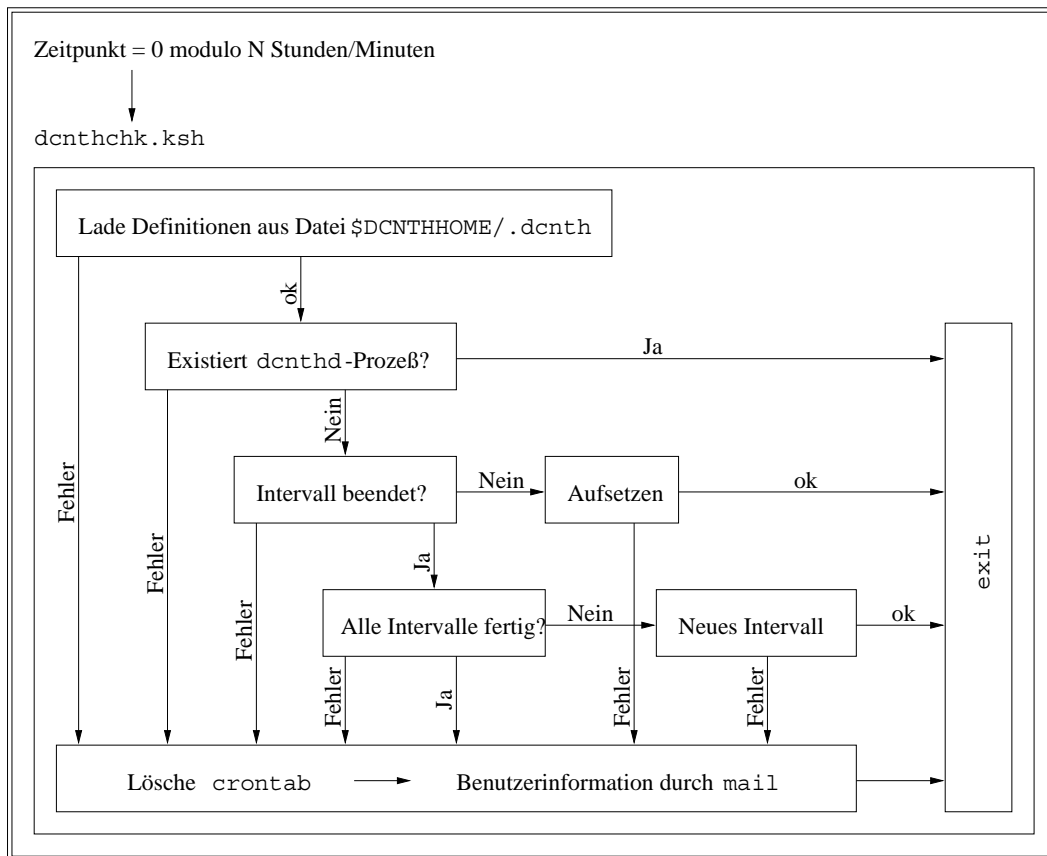 Zeitpunkt = 0 modulo N Stunden/Minuten
dcnthchk.ksh
Lade Definitionen aus Datei $DCNTHHOME/.dcnth
ok
Existiert dcnthd-Prozeß?
Ja
Nein
Fehler
Intervall beendet?
Nein
Aufsetzen
ok
Fehler
Ja
Fehler
exit
Alle Intervalle fertig?
Nein
Neues Intervall
ok
Fehler
Ja
Fehler
Fehler
Lösche crontab
Benutzerinformation durch mail